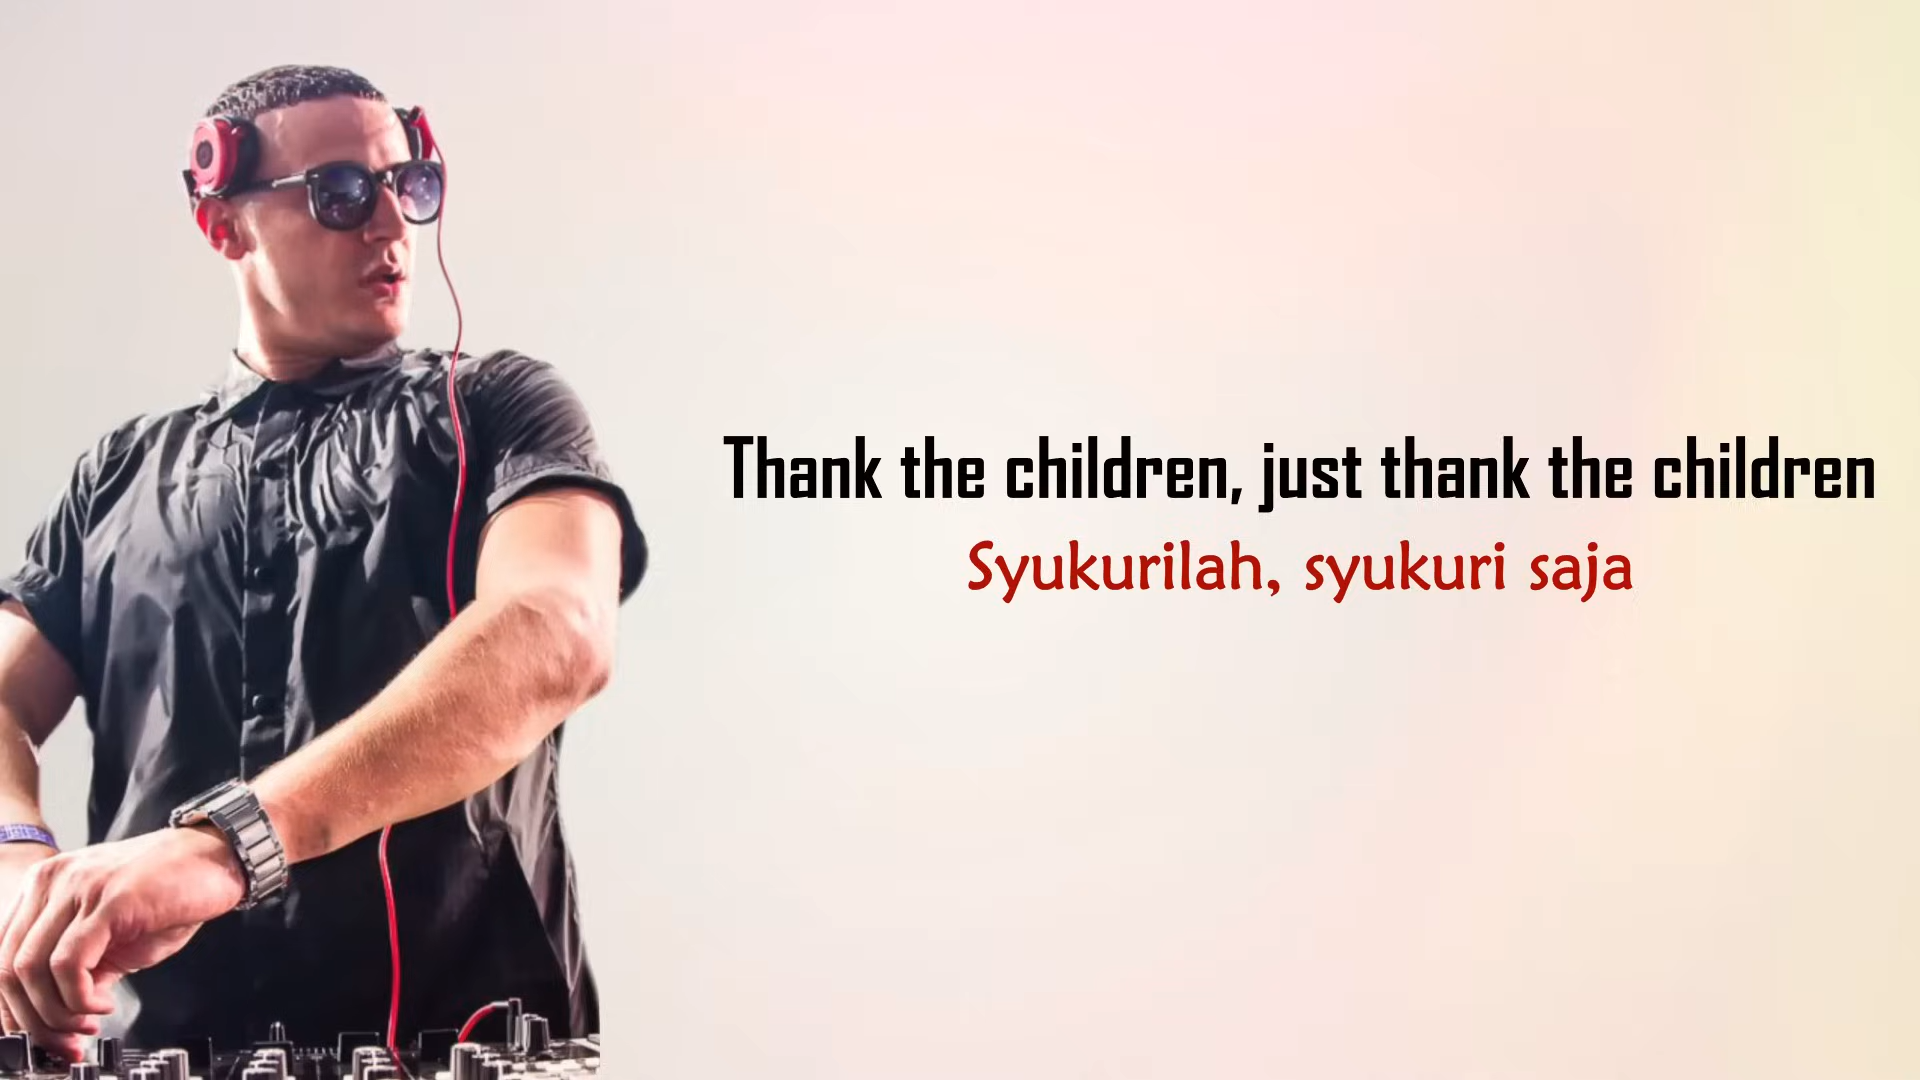 Thank the children, just thank the children
Syukurilah, syukuri saja